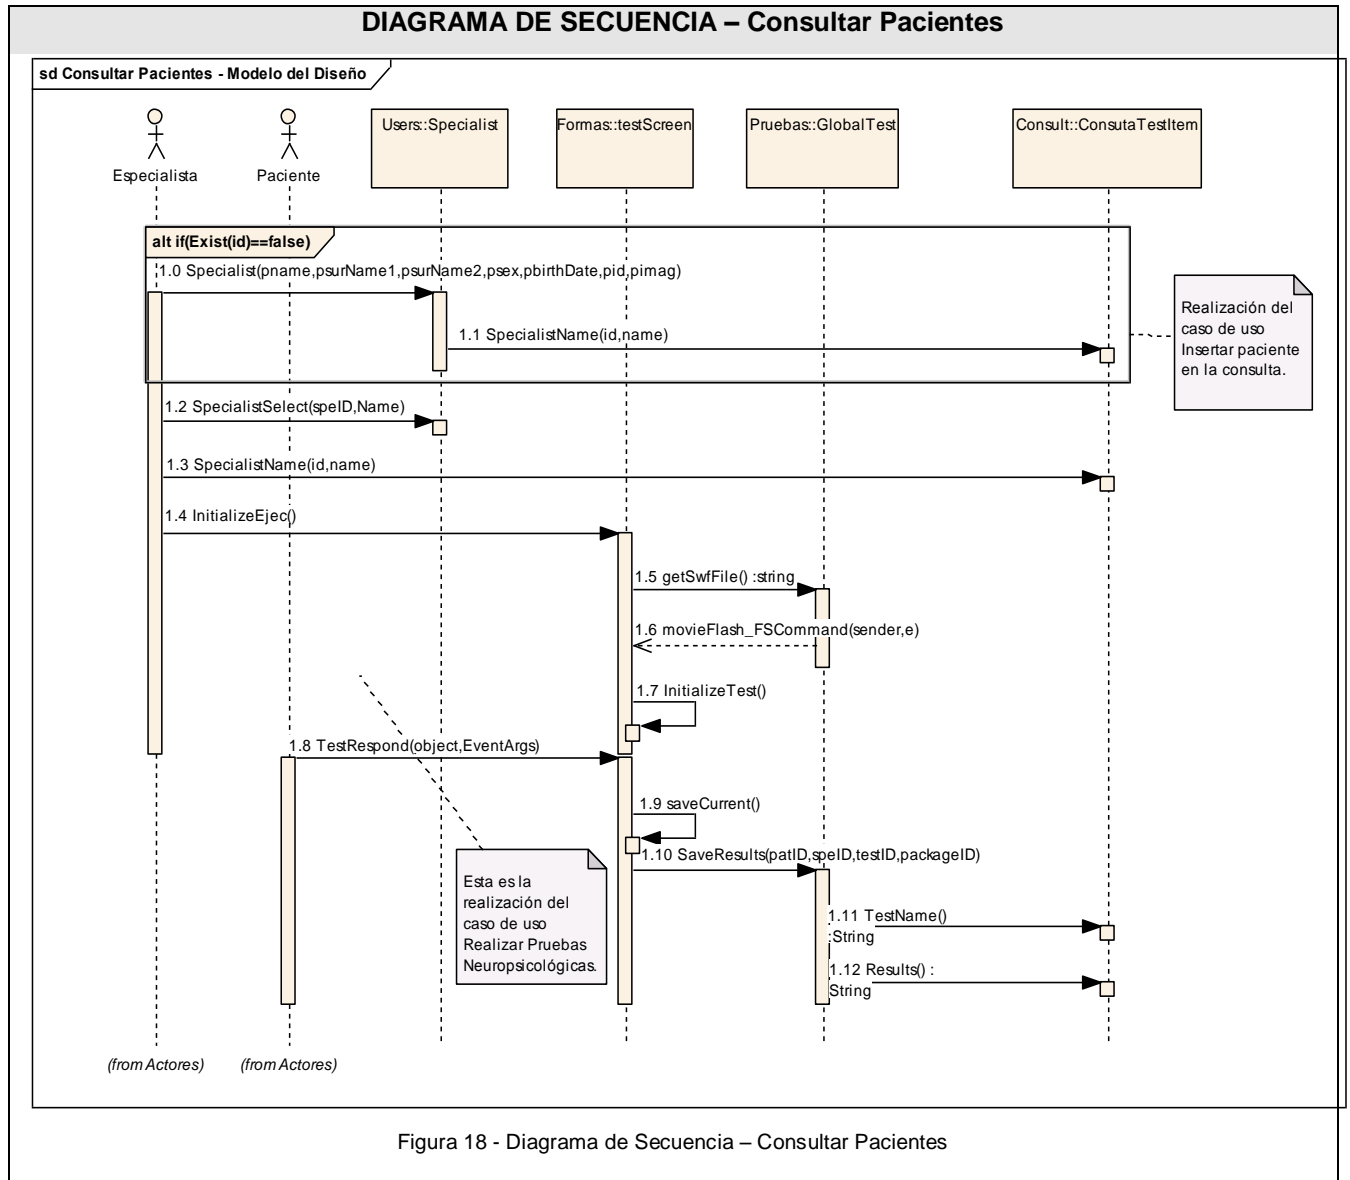 DIAGRAMA DE SECUENCIA – Consultar Pacientes
sd Consultar Pacientes - Modelo del Diseño
Especialista
Paciente
Users::Specialist
Formas::testScreen
Pruebas::GlobalTest
Consult::ConsutaTestItem
alt if(Exist(id)==false)
1.0 Specialist(pname,psurName1,psurName2,psex,pbirthDate,pid,pimag)
1.1 SpecialistName(id,name)
Realización del
caso de uso
Insertar paciente
en la consulta.
1.2 SpecialistSelect(speID,Name)
1.3 SpecialistName(id,name)
1.4 InitializeEjec()
1.5 getSwfFile() :string
1.6 movieFlash_FSCommand(sender,e)
1.7 InitializeTest()
1.8 TestRespond(object,EventArgs)
1.9 saveCurrent()
1.10 SaveResults(patID,speID,testID,packageID)
Esta es la
realización del
caso de uso
Realizar Pruebas
Neuropsicológicas.
1.11 TestName()
:String
1.12 Results() :
String
(from Actores)
(from Actores)
Figura 18 - Diagrama de Secuencia – Consultar Pacientes